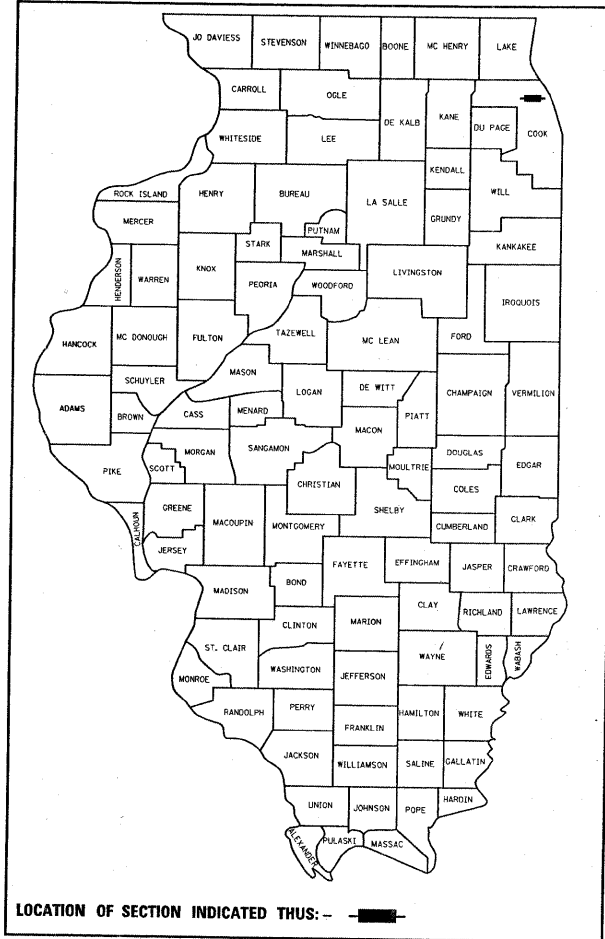 JO DAVIESS STEVENSON WINNEBAGO BOONE MC HENRY LAKE
CARROLL OGLE DE KALB KANE DU PAGE COOK
WHITESIDE LEE
KENDALL WILL
ROCK ISLAND HENRY BUREAU LA SALLE GRUNDY
MERCER PUTNAM
STARK MARSHALL KANKAKEE
HENDERSON WARREN KNOX PEORIA WOODFORD LIVINGSTON IROQUOIS
HANCOCK MC DONOUGH FULTON TAZEWELL MC LEAN FORD
MASON
SCHUYLER LOGAN DE WITT CHAMPAIGN VERMILION
ADAMS BROWN CASS MENARD PIATT
MACON
MORGAN SANGAMON DOUGLAS
PIKE SCOTT MOULTRIE EDGAR
CHRISTIAN COLES
CALHOUN GREENE MACOUPIN MONTGOMERY SHELBY CUMBERLAND CLARK
JERSEY
FAYETTE EFFINGHAM JASPER CRAWFORD
MADISON BOND
CLAY RICHLAND LAWRENCE
CLINTON MARION
ST. CLAIR WAYNE EDWARDS WABASH
WASHINGTON JEFFERSON
MONROE
RANDOLPH PERRY HAMILTON WHITE
FRANKLIN
JACKSON WILLIAMSON SALINE GALLATIN
UNION JOHNSON POPE HARDIN
ALEXANDER PULASKI MASSAC
LOCATION OF SECTION INDICATED THUS: –